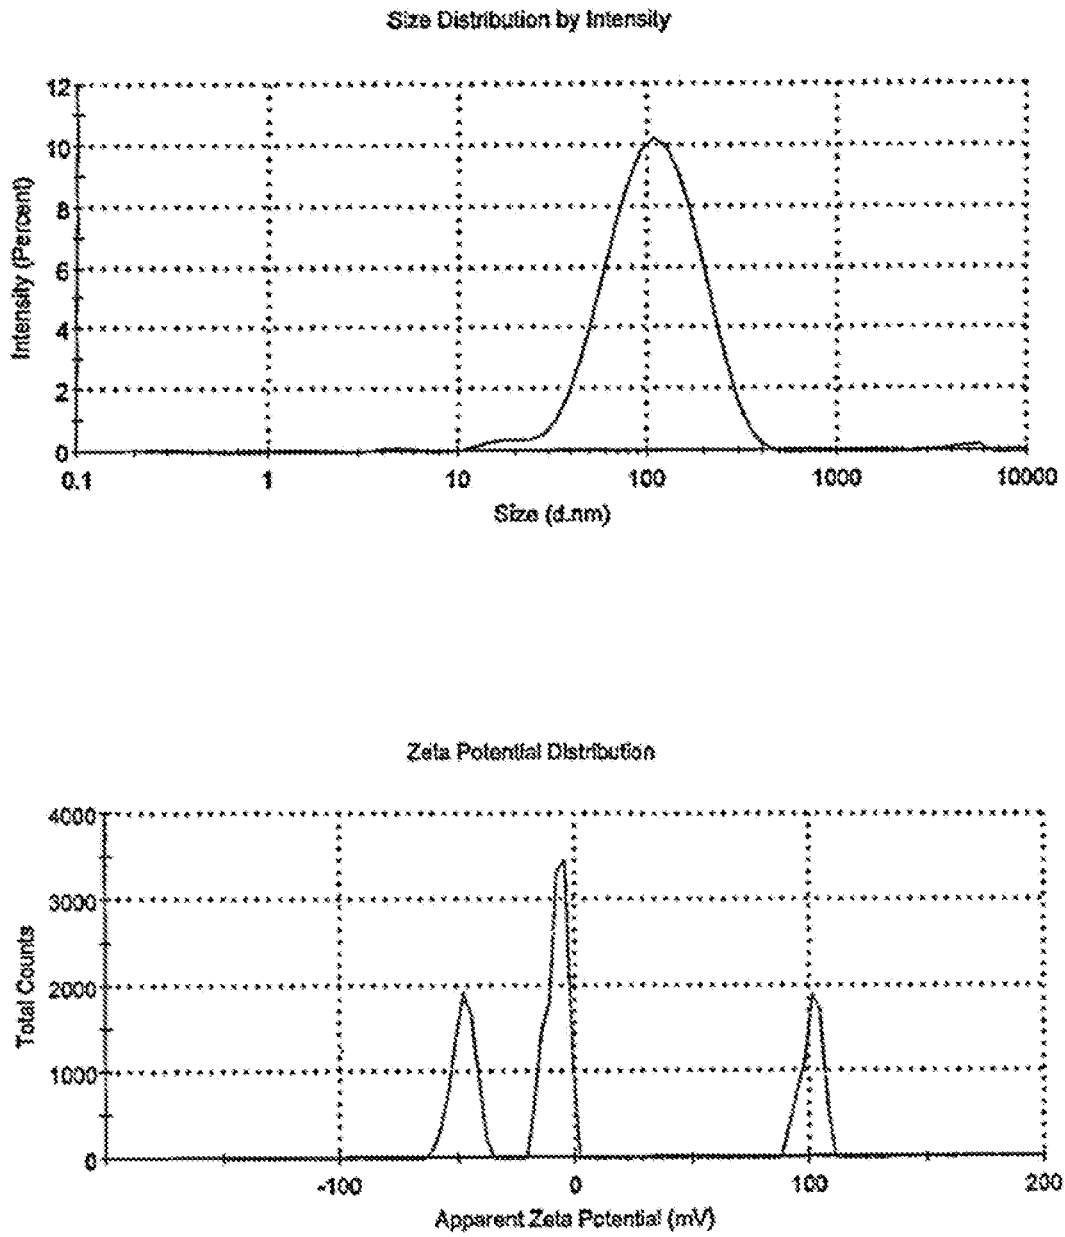 Size Distribution by Intensity
12
10
8
6
4
2
0
Intensity (Percent)
0.1 1 10 100 1000 10000
Size (d.nm)
Zeta Potential Distribution
4000
3000
2000
1000
0
Total Counts
-100 0 100 200
Apparent Zeta Potential (mV)